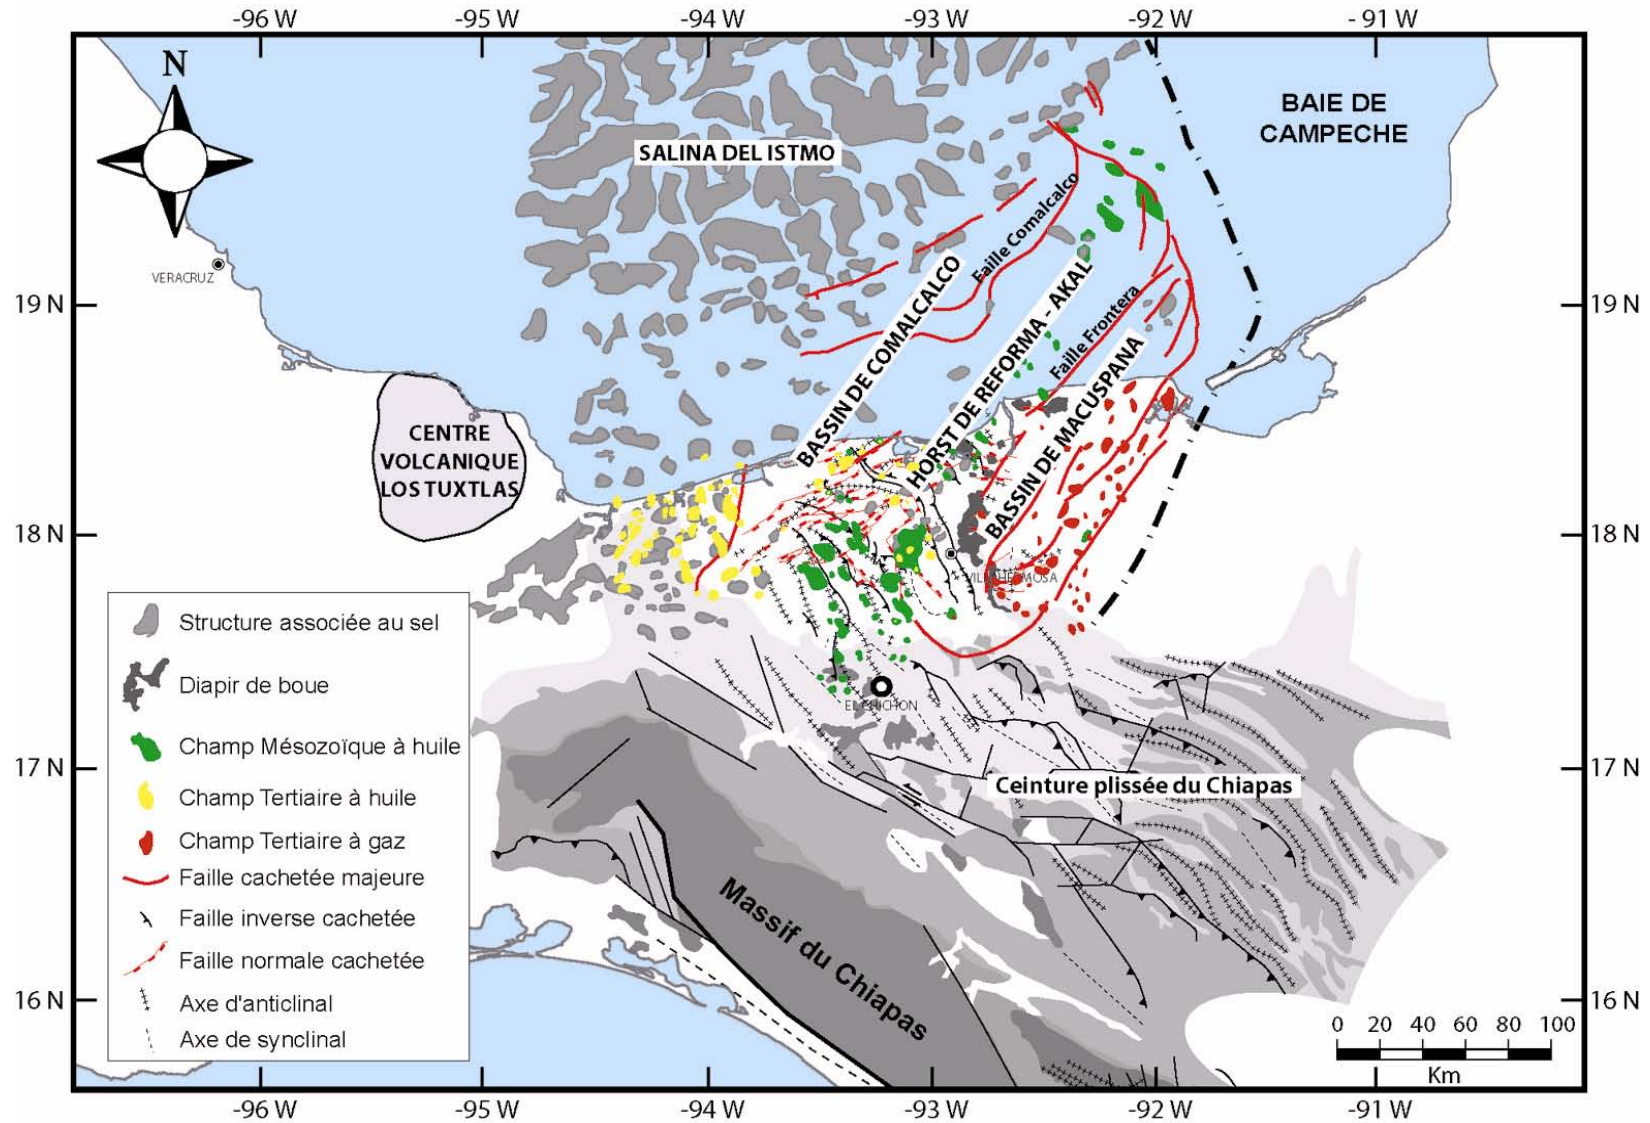 -96 W
-95 W
-94 W
-93 W
-92 W
- 91 W
N
BAIE DE
CAMPECHE
SALINA DEL ISTMO
Faille Comalcalco
VERACRUZ
BASSIN DE COMALCALCO
HORST DE REFORMA - AKAL
Faille Frontera
BASSIN DE MACUSPANA
19 N
19 N
CENTRE
VOLCANIQUE
LOS TUXTLAS
18 N
18 N
VILLAHERMOSA
Structure associée au sel
Diapir de boue
Champ Mésozoïque à huile
Champ Tertiaire à huile
Champ Tertiaire à gaz
Faille cachetée majeure
Faille inverse cachetée
Faille normale cachetée
Axe d'anticlinal
Axe de synclinal
EL CHICHON
17 N
17 N
Ceinture plissée du Chiapas
Massif du Chiapas
16 N
16 N
0 20 40 60 80 100
Km
-96 W
-95 W
-94 W
-93 W
-92 W
-91 W